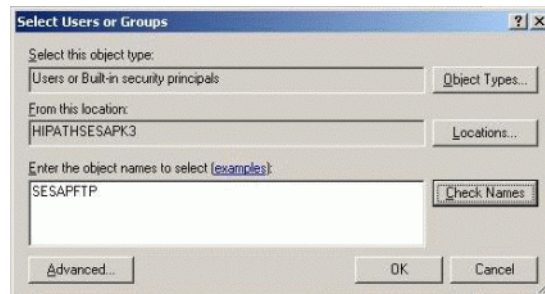 Select Users or Groups
Select this object type:
Users or Built-in security principals
Object Types...
From this location:
HIPATHSESAPK3
Locations...
Enter the object names to select (examples):
SESAPFTP
Check Names
Advanced...
OK
Cancel